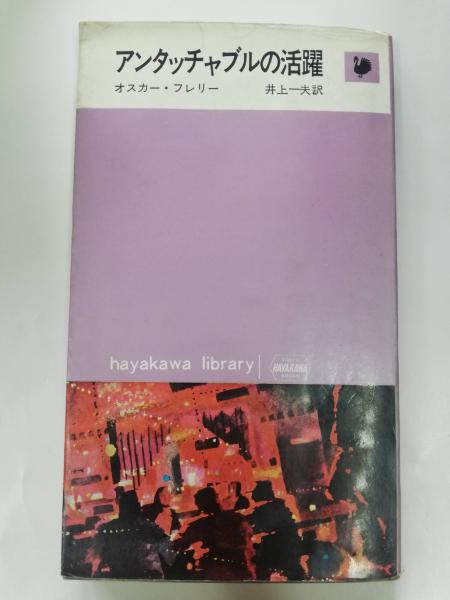 アンタッチャブルの活躍
オスカー・フレリー 井上一夫訳
hayakawa library
HAYAKAWA